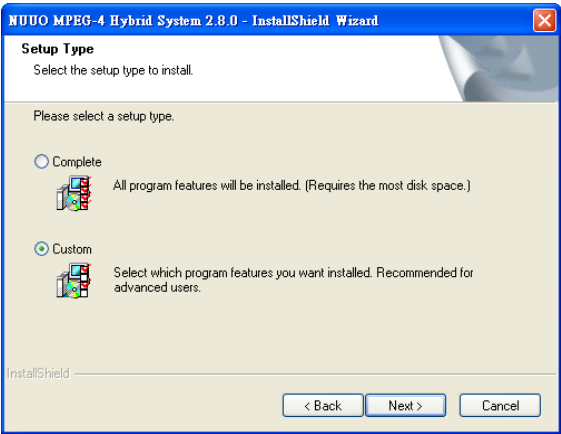 NUUO MPEG-4 Hybrid System 2.8.0 - InstallShield Wizard
Setup Type
Select the setup type to install.
Please select a setup type.
Complete
All program features will be installed. (Requires the most disk space.)
Custom
Select which program features you want installed. Recommended for
advanced users.
InstallShield
< Back
Next >
Cancel